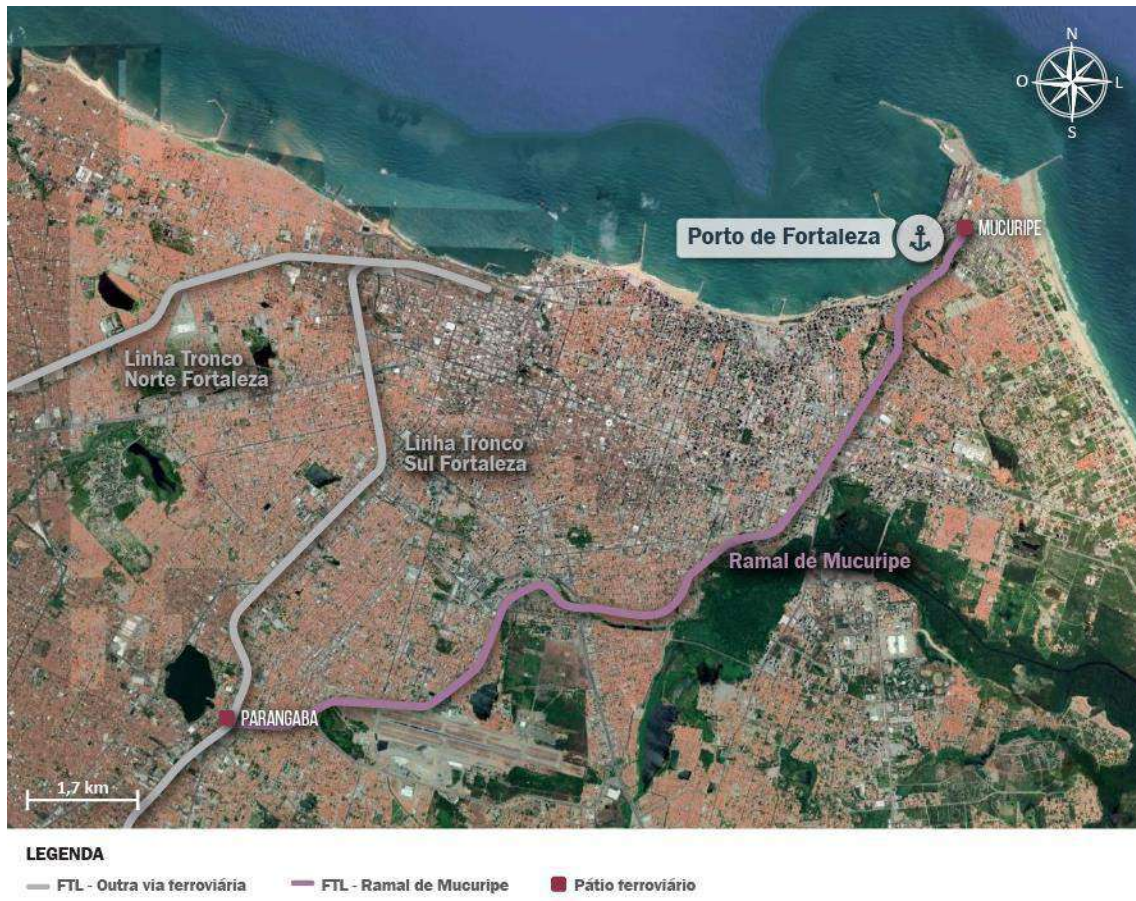 N
O
L
S
Porto de Fortaleza
MUCURIPE
Linha Tronco
Norte Fortaleza
Linha Tronco
Sul Fortaleza
Ramal de Mucuripe
PARANGABA
1,7 km
LEGENDA
FTL - Outra via ferroviária
FTL - Ramal de Mucuripe
Pátio ferroviário